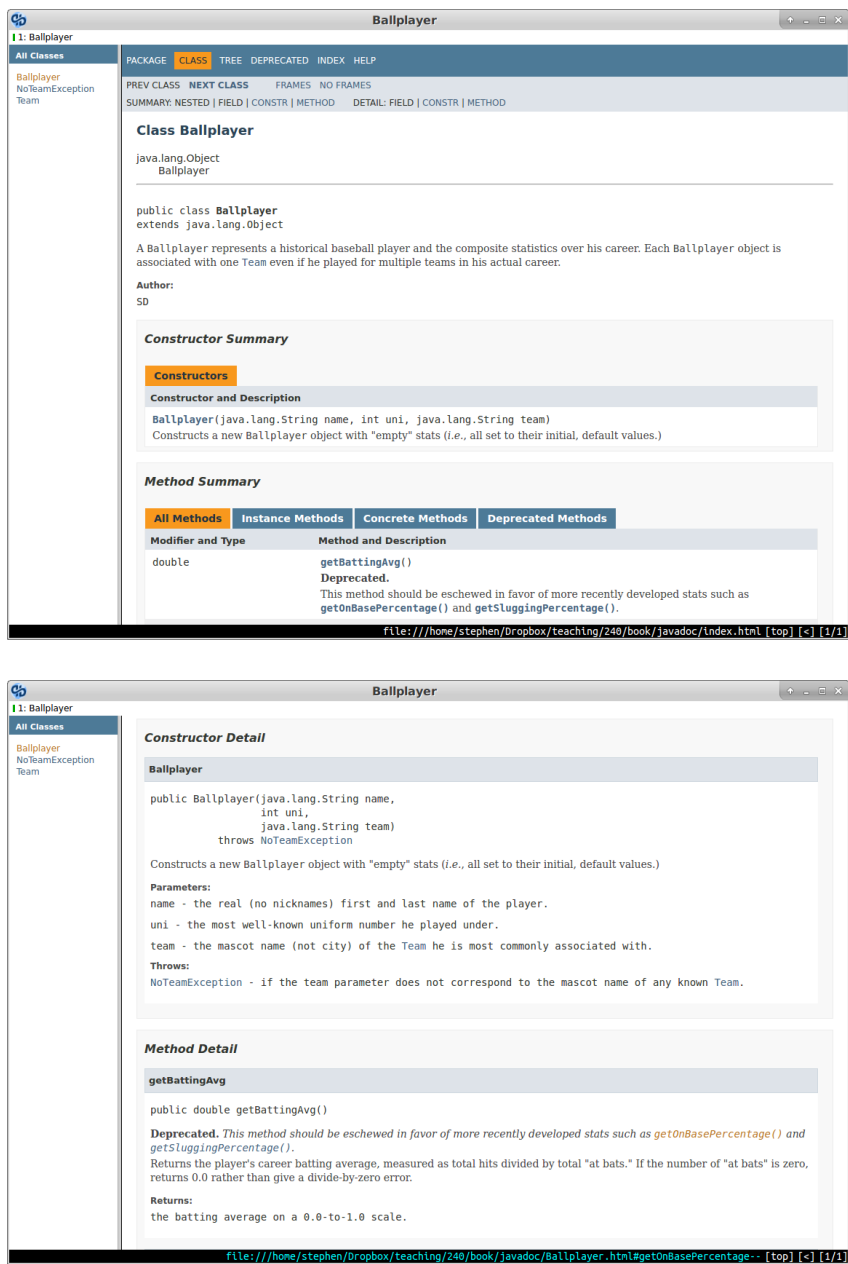 Ballplayer
1: Ballplayer
All Classes
Ballplayer
NoTeamException
Team
PACKAGE CLASS TREE DEPRECATED INDEX HELP
PREV CLASS NEXT CLASS FRAMES NO FRAMES
SUMMARY: NESTED | FIELD | CONSTR | METHOD DETAIL: FIELD | CONSTR | METHOD
Class Ballplayer
java.lang.Object
Ballplayer
public class Ballplayer
extends java.lang.Object
A Ballplayer represents a historical baseball player and the composite statistics over his career. Each Ballplayer object is
associated with one Team even if he played for multiple teams in his actual career.
Author:
SD
Constructor Summary
Constructors
Constructor and Description
Ballplayer(java.lang.String name, int uni, java.lang.String team)
Constructs a new Ballplayer object with "empty" stats (i.e., all set to their initial, default values.)
Method Summary
All Methods Instance Methods Concrete Methods Deprecated Methods
Modifier and Type Method and Description
double getBattingAvg()
Deprecated.
This method should be eschewed in favor of more recently developed stats such as
getOnBasePercentage() and getSluggingPercentage().
file:///home/stephen/Dropbox/teaching/240/book/javadoc/index.html [top] [<] [1/1]
Ballplayer
1: Ballplayer
All Classes
Ballplayer
NoTeamException
Team
Constructor Detail
Ballplayer
public Ballplayer(java.lang.String name,
int uni,
java.lang.String team)
throws NoTeamException
Constructs a new Ballplayer object with "empty" stats (i.e., all set to their initial, default values.)
Parameters:
name - the real (no nicknames) first and last name of the player.
uni - the most well-known uniform number he played under.
team - the mascot name (not city) of the Team he is most commonly associated with.
Throws:
NoTeamException - if the team parameter does not correspond to the mascot name of any known Team.
Method Detail
getBattingAvg
public double getBattingAvg()
Deprecated. This method should be eschewed in favor of more recently developed stats such as getOnBasePercentage() and
getSluggingPercentage().
Returns the player's career batting average, measured as total hits divided by total "at bats." If the number of "at bats" is zero,
returns 0.0 rather than give a divide-by-zero error.
Returns:
the batting average on a 0.0-to-1.0 scale.
file:///home/stephen/Dropbox/teaching/240/book/javadoc/Ballplayer.html#getOnBasePercentage-- [top] [<] [1/1]